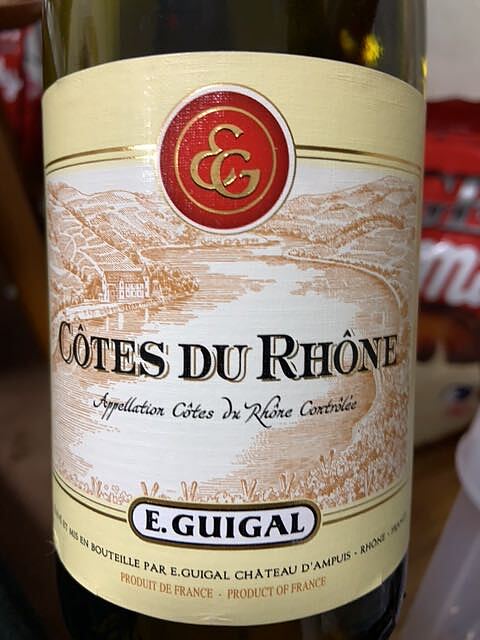 EG
CÔTES DU RHÔNE
Appellation Côtes du Rhône Contrôlée
E. GUIGAL
ET MIS EN BOUTEILLE PAR E.GUIGAL CHÂTEAU D'AMPUIS - RHÔNE -
PRODUIT DE FRANCE - PRODUCT OF FRANCE